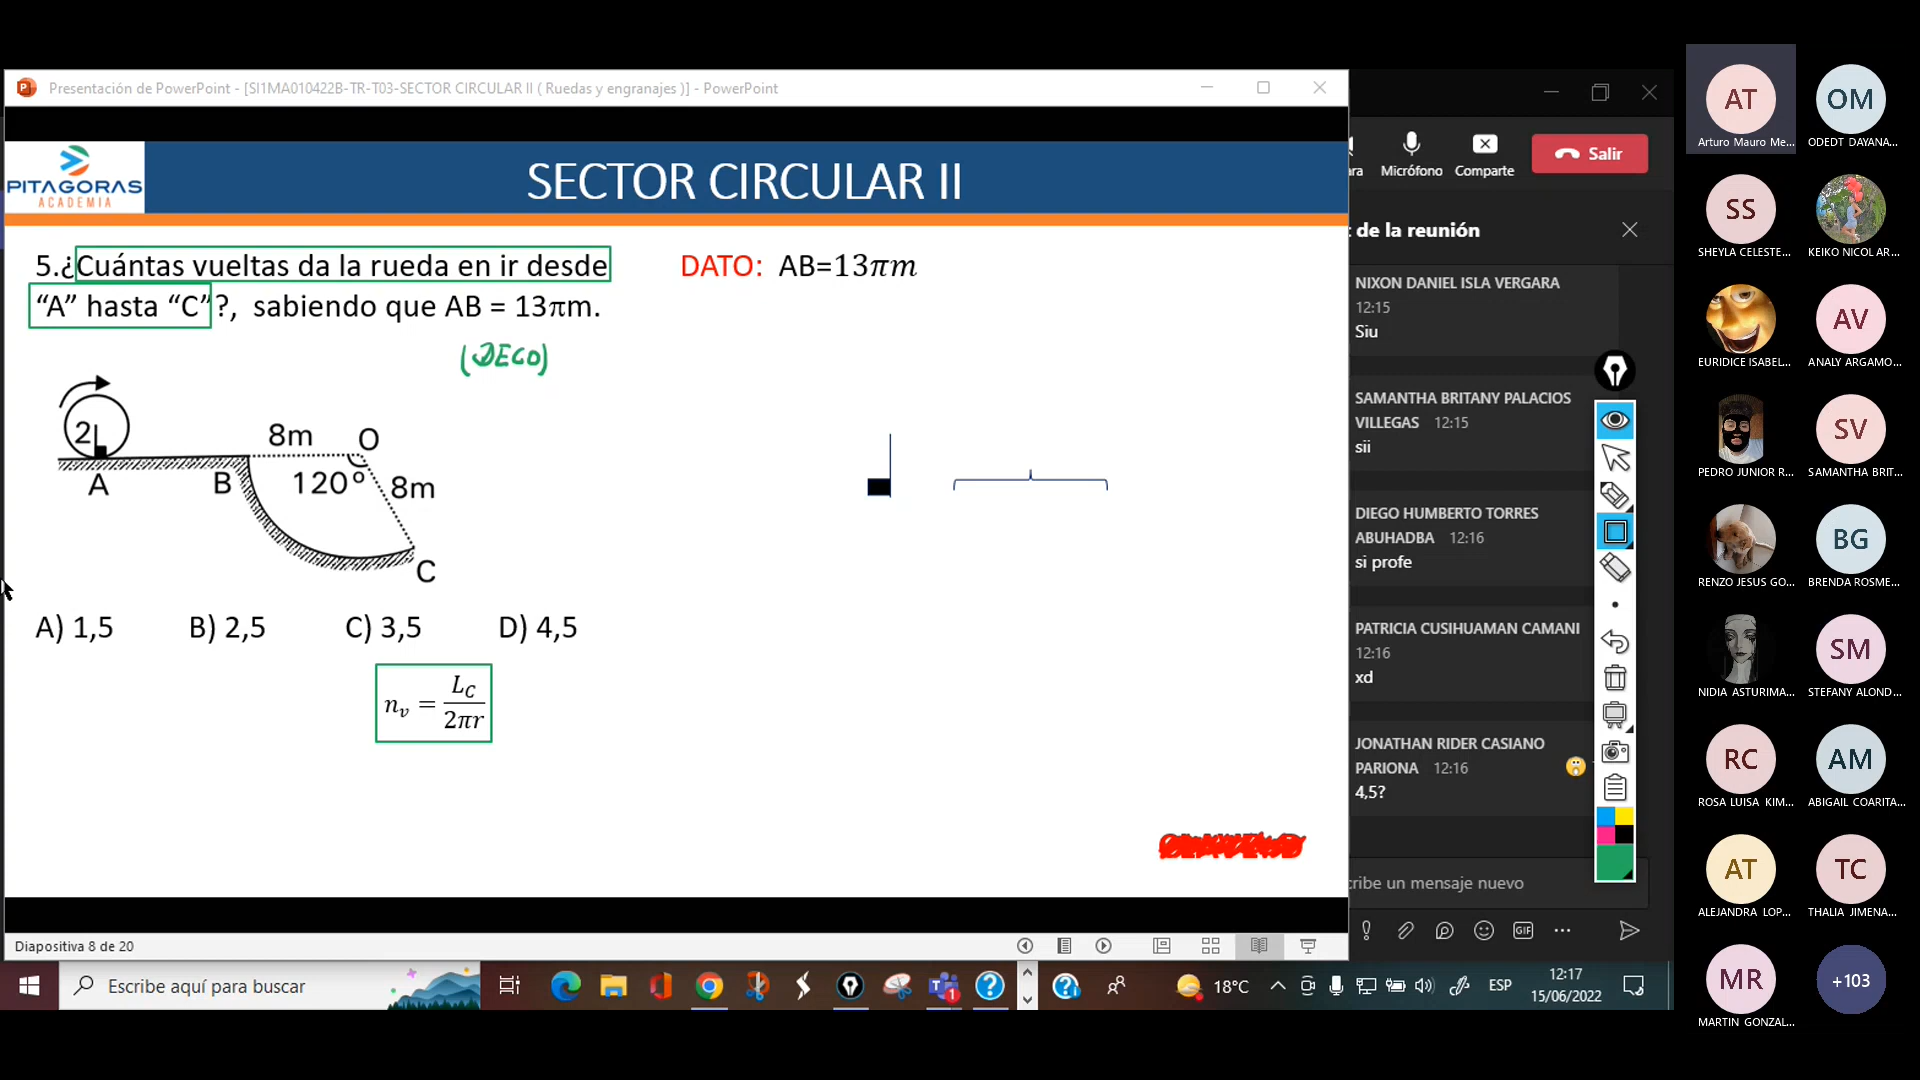 Presentación de PowerPoint - [SI1MA010422B-TR-T03-SECTOR CIRCULAR II ( Ruedas y engranajes )] - PowerPoint
PITAGORAS
ACADEMIA
SECTOR CIRCULAR II
5.¿Cuántas vueltas da la rueda en ir desde
“A” hasta “C”?, sabiendo que AB = 13πm.
DATO: AB=13πm
(DECO)
2
8m
O
A
B
120°
8m
C
A) 1,5
B) 2,5
C) 3,5
D) 4,5
n_v = L_C / 2πr
Diapositiva 8 de 20
ra
Micrófono
Comparte
Salir
t de la reunión
NIXON DANIEL ISLA VERGARA
12:15
Siu
SAMANTHA BRITANY PALACIOS
VILLEGAS 12:15
sii
DIEGO HUMBERTO TORRES
ABUHADBA 12:16
si profe
PATRICIA CUSIHUAMAN CAMANI
12:16
xd
JONATHAN RIDER CASIANO
PARIONA 12:16
4,5?
cribe un mensaje nuevo
GIF
AT
Arturo Mauro Me...
OM
ODEDT DAYANA...
SS
SHEYLA CELESTE...
KEIKO NICOL AR...
EURIDICE ISABEL...
AV
ANALY ARGAMO...
PEDRO JUNIOR R...
SV
SAMANTHA BRIT...
RENZO JESUS GO...
BG
BRENDA ROSME...
NIDIA ASTURIMA...
SM
STEFANY ALOND...
RC
ROSA LUISA KIM...
AM
ABIGAIL COARITA...
AT
ALEJANDRA LOP...
TC
THALIA JIMENA...
MR
MARTIN GONZAL...
+103
Escribe aquí para buscar
1
18°C
ESP
12:17
15/06/2022